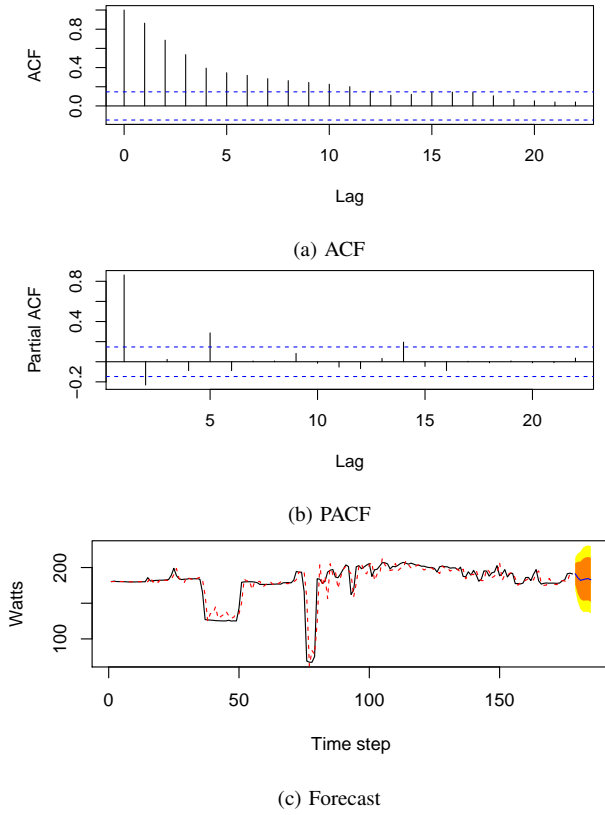 ACF
0.0 0.4 0.8
0 5 10 15 20
Lag
(a) ACF
Partial ACF
−0.2 0.4 0.8
5 10 15 20
Lag
(b) PACF
Watts
100 200
0 50 100 150
Time step
(c) Forecast